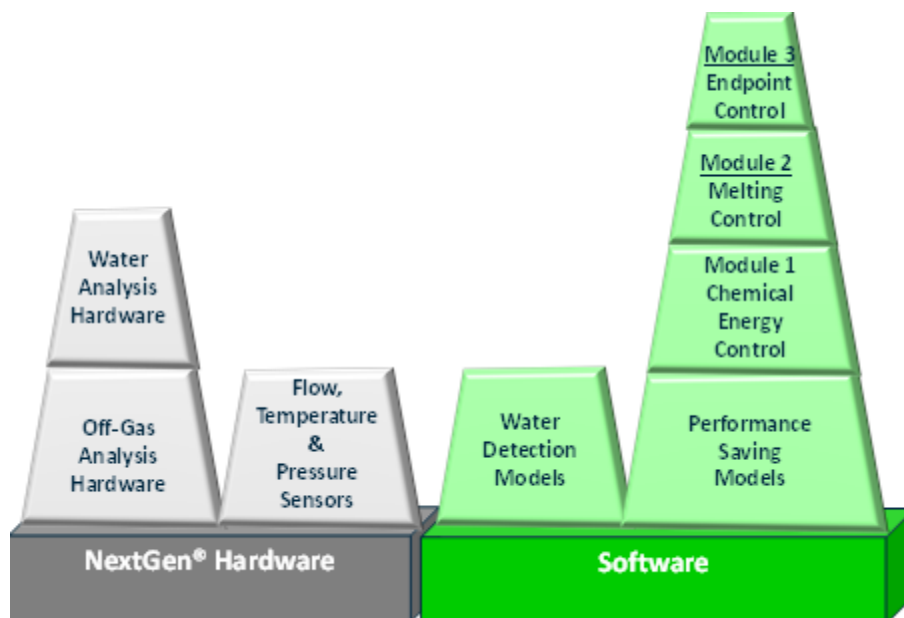 Module 3
Endpoint
Control
Module 2
Melting
Control
Module 1
Chemical
Energy
Control
Performance
Saving
Models
Water
Detection
Models
Water
Analysis
Hardware
Off-Gas
Analysis
Hardware
Flow,
Temperature
&
Pressure
Sensors
NextGen® Hardware
Software